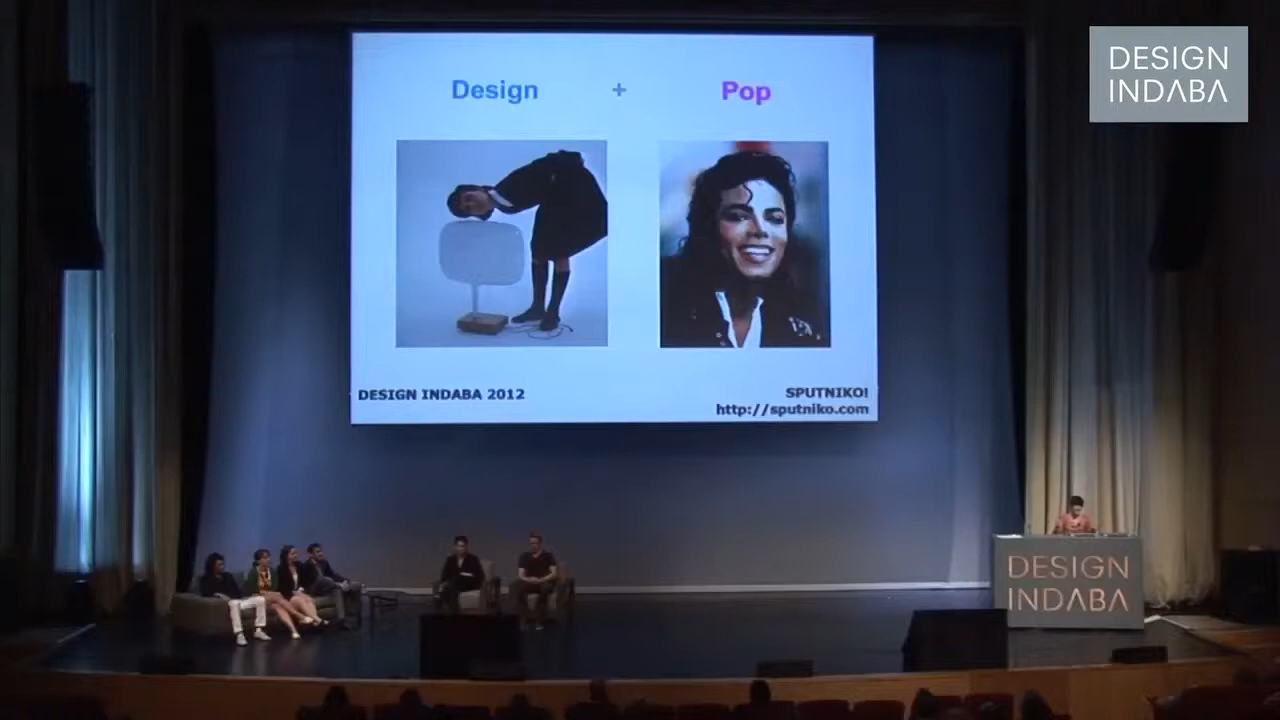 Design + Pop
DESIGN INDABA 2012
SPUTNIKO!
http://sputniko.com
DESIGN
INDABA
DESIGN
INDABA